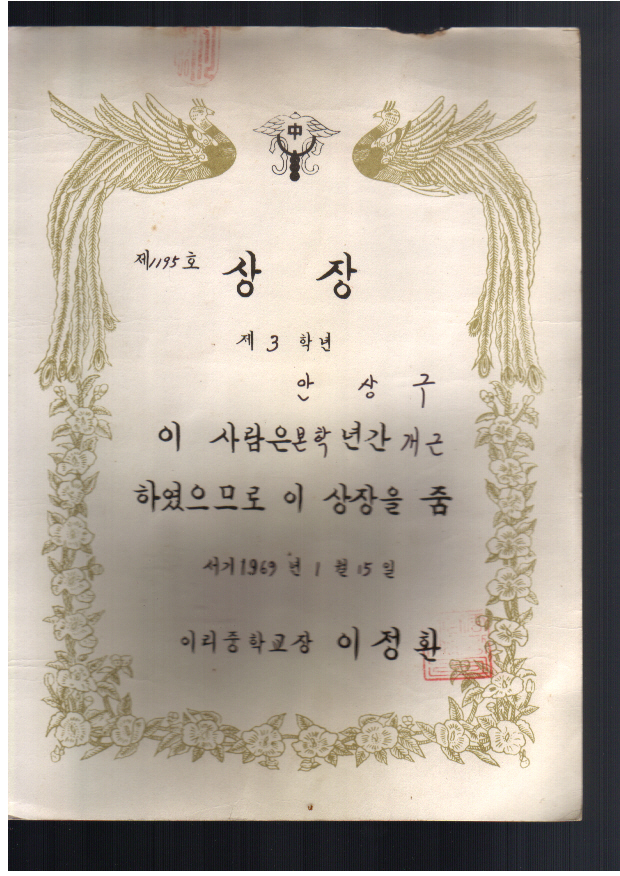 中
제1195호 상 장
제 3 학년
안 상 구
이 사람은 본학년간 개근
하였으므로 이 상장을 줌
서기 1969 년 1 월 15 일
이리중학교장 이정환